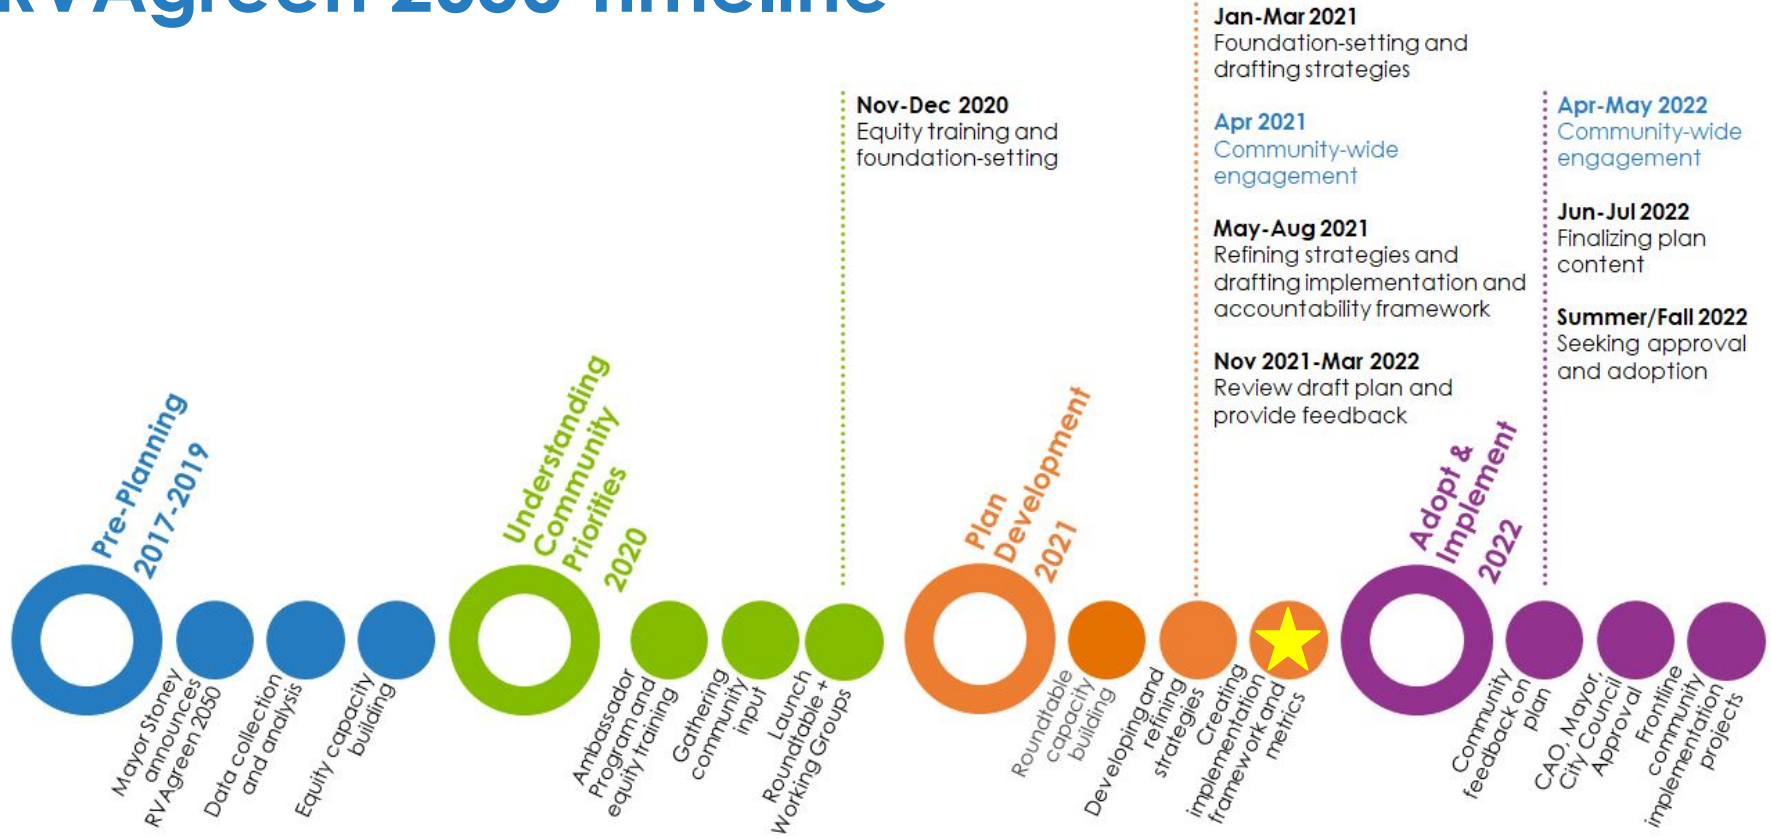 RVAgreen 2050 Timeline
Jan-Mar 2021
Foundation-setting and
drafting strategies
Nov-Dec 2020
Equity training and
foundation-setting
Apr 2021
Community-wide
engagement
May-Aug 2021
Refining strategies and
drafting implementation and
accountability framework
Nov 2021-Mar 2022
Review draft plan and
provide feedback
Apr-May 2022
Community-wide
engagement
Jun-Jul 2022
Finalizing plan
content
Summer/Fall 2022
Seeking approval
and adoption
Pre-Planning
2017-2019
Understanding
Community
Priorities
2020
Plan
Development
2021
Adopt &
Implement
2022
Mayor Stoney
announces
RVAgreen 2050
Data collection
and analysis
Equity capacity
building
Ambassador
Program and
equity training
Gathering
community
input
Launch
Roundtable +
Working Groups
Roundtable
capacity
building
Developing and
refining
strategies
Creating
implementation
framework and
metrics
Community
feedback on
plan
CAO, Mayor,
City Council
Approval
Frontline
community
implementation
projects